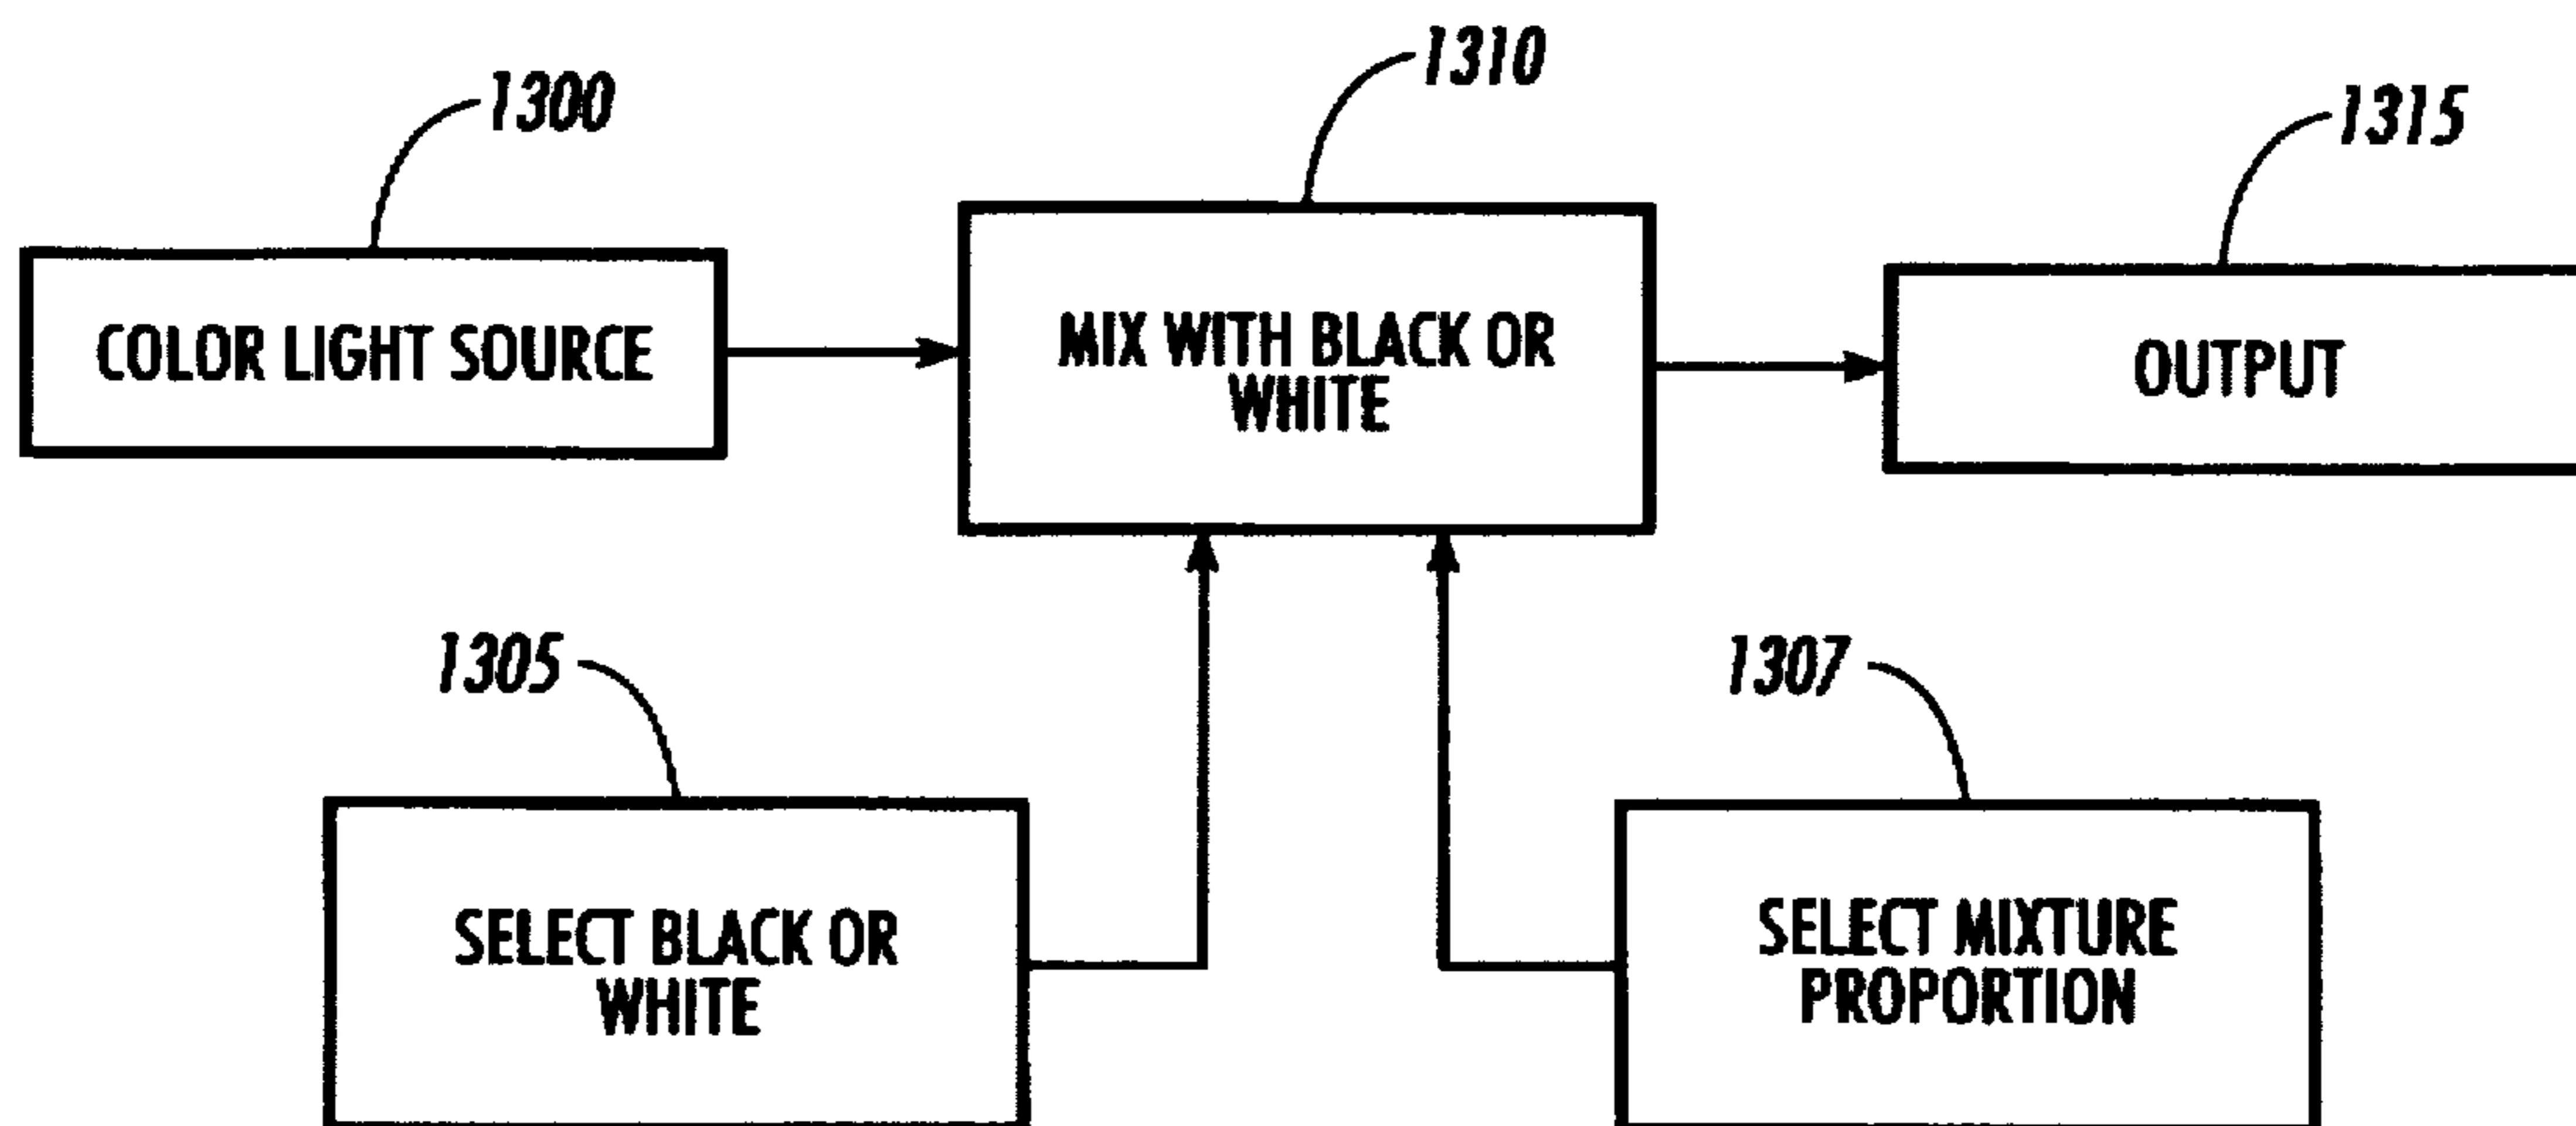 1300
1310
1315
COLOR LIGHT SOURCE
MIX WITH BLACK OR
WHITE
OUTPUT
1305
1307
SELECT BLACK OR
WHITE
SELECT MIXTURE
PROPORTION